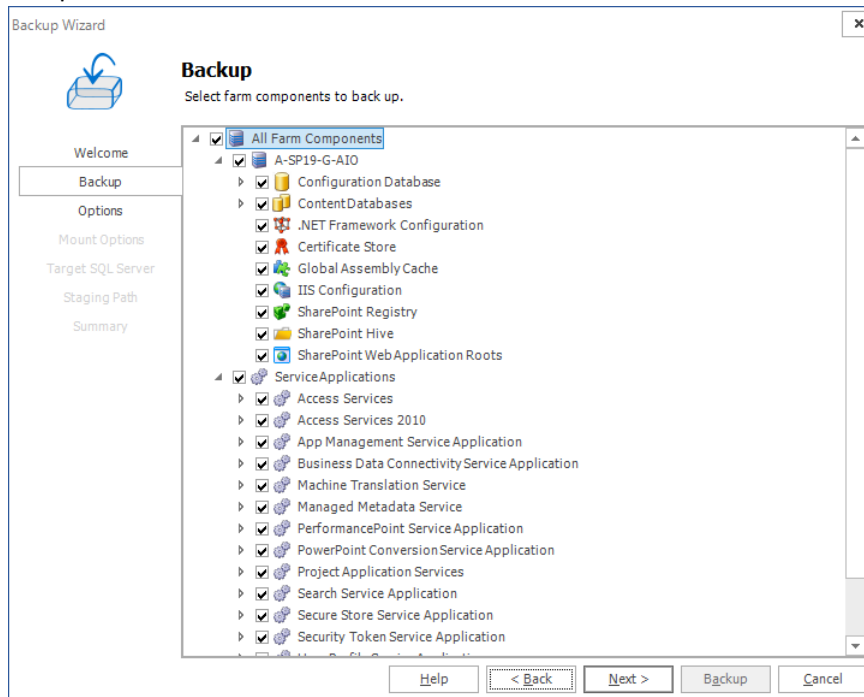 Backup Wizard
Backup
Select farm components to back up.
Welcome
Backup
Options
Mount Options
Target SQL Server
Staging Path
Summary
All Farm Components
A-SP19-G-AIO
Configuration Database
Content Databases
.NET Framework Configuration
Certificate Store
Global Assembly Cache
IIS Configuration
SharePoint Registry
SharePoint Hive
SharePoint Web Application Roots
Service Applications
Access Services
Access Services 2010
App Management Service Application
Business Data Connectivity Service Application
Machine Translation Service
Managed Metadata Service
PerformancePoint Service Application
PowerPoint Conversion Service Application
Project Application Services
Search Service Application
Secure Store Service Application
Security Token Service Application
Help
< Back
Next >
Backup
Cancel